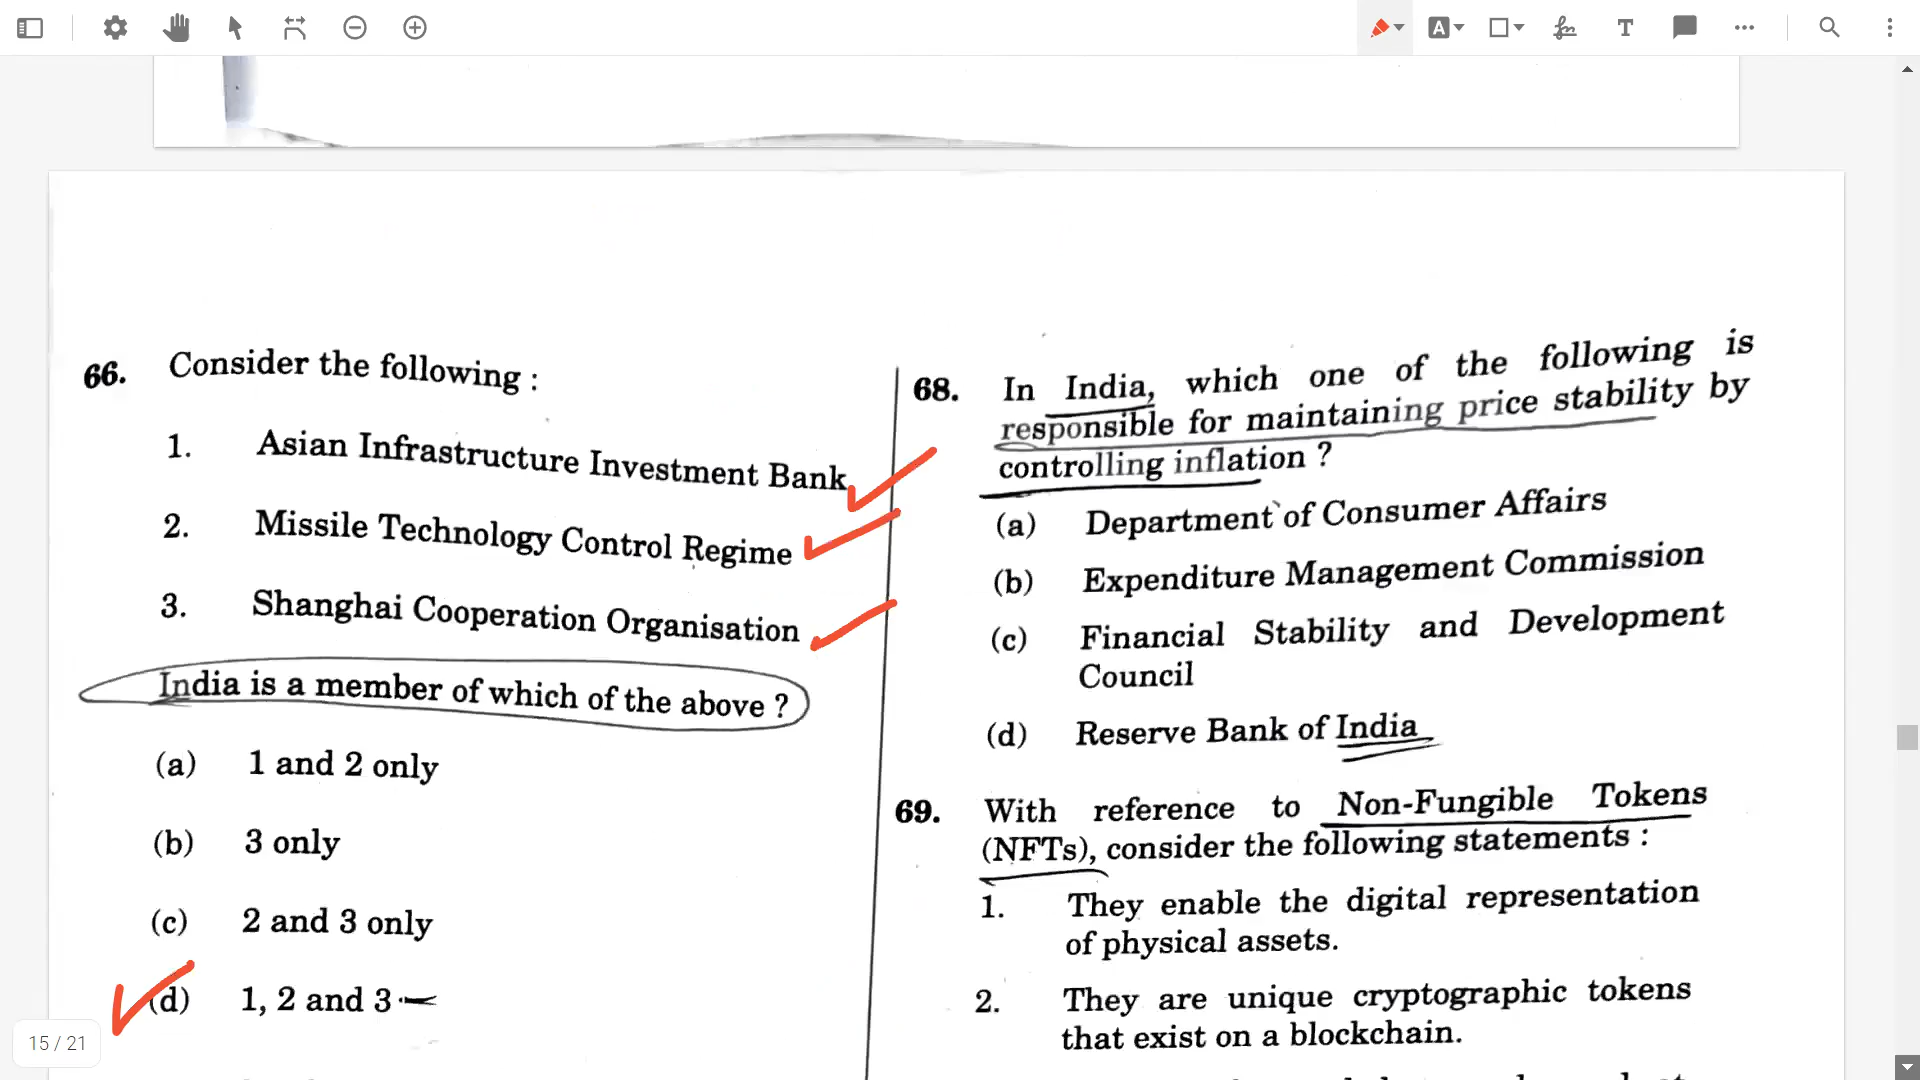 66. Consider the following :
1. Asian Infrastructure Investment Bank
2. Missile Technology Control Regime
3. Shanghai Cooperation Organisation
India is a member of which of the above ?
(a) 1 and 2 only
(b) 3 only
(c) 2 and 3 only
(d) 1, 2 and 3
15 / 21
68. In India, which one of the following is
responsible for maintaining price stability by
controlling inflation ?
(a) Department of Consumer Affairs
(b) Expenditure Management Commission
(c) Financial Stability and Development
Council
(d) Reserve Bank of India
69. With reference to Non-Fungible Tokens
(NFTs), consider the following statements :
1. They enable the digital representation
of physical assets.
2. They are unique cryptographic tokens
that exist on a blockchain.